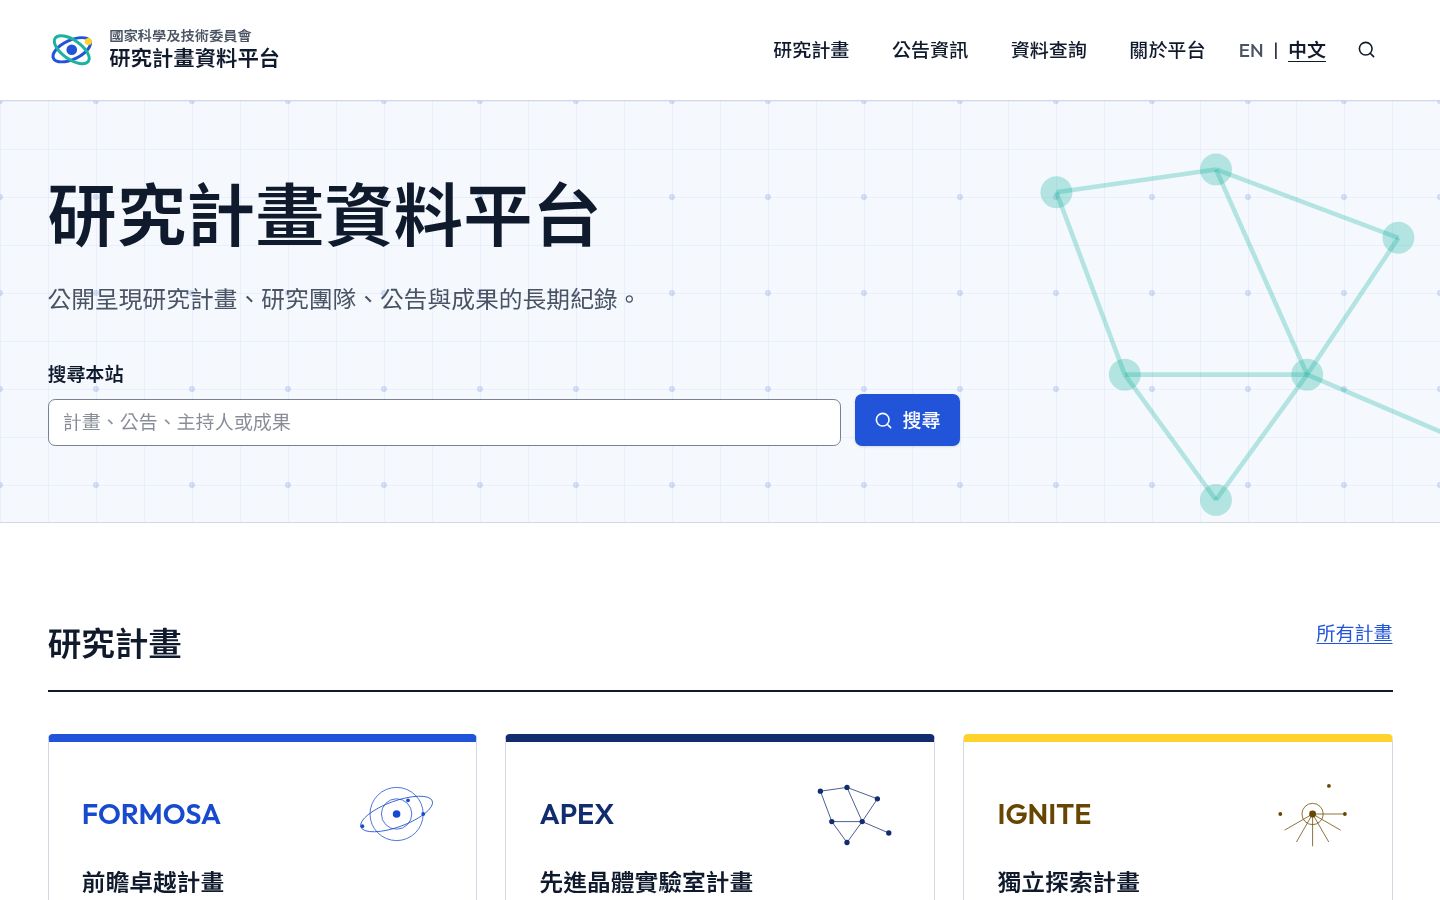 國家科學及技術委員會
研究計畫資料平台
研究計畫 公告資訊 資料查詢 關於平台 EN | 中文
研究計畫資料平台
公開呈現研究計畫、研究團隊、公告與成果的長期紀錄。
搜尋本站
計畫、公告、主持人或成果
搜尋
研究計畫
所有計畫
FORMOSA
前瞻卓越計畫
APEX
先進晶體實驗室計畫
IGNITE
獨立探索計畫